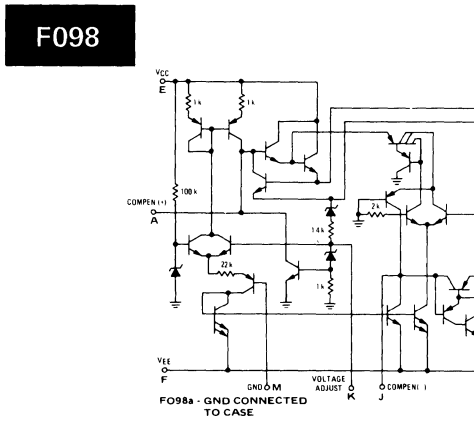 F098
VCC
E
1k
1k
100k
COMPEN (+)
A
2k
14k
22k
1k
VEE
F
GND M
VOLTAGE
ADJUST K
J COMPEN(-)
F098a - GND CONNECTED
TO CASE